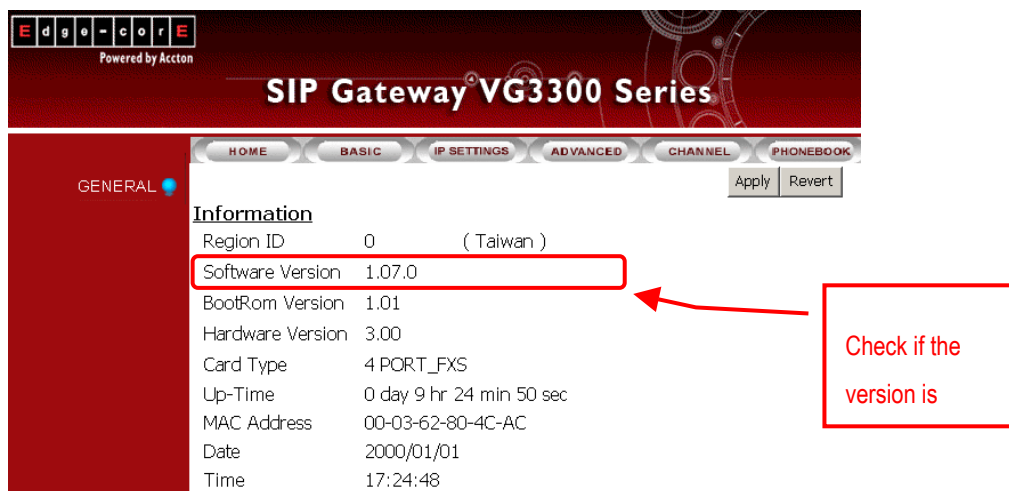 Edge-corE
Powered by Accton
SIP Gateway VG3300 Series
HOME BASIC IP SETTINGS ADVANCED CHANNEL PHONEBOOK
GENERAL
Apply Revert
Information
Region ID 0 ( Taiwan )
Software Version 1.07.0
BootRom Version 1.01
Hardware Version 3.00
Card Type 4 PORT_FXS
Up-Time 0 day 9 hr 24 min 50 sec
MAC Address 00-03-62-80-4C-AC
Date 2000/01/01
Time 17:24:48
Check if the
version is